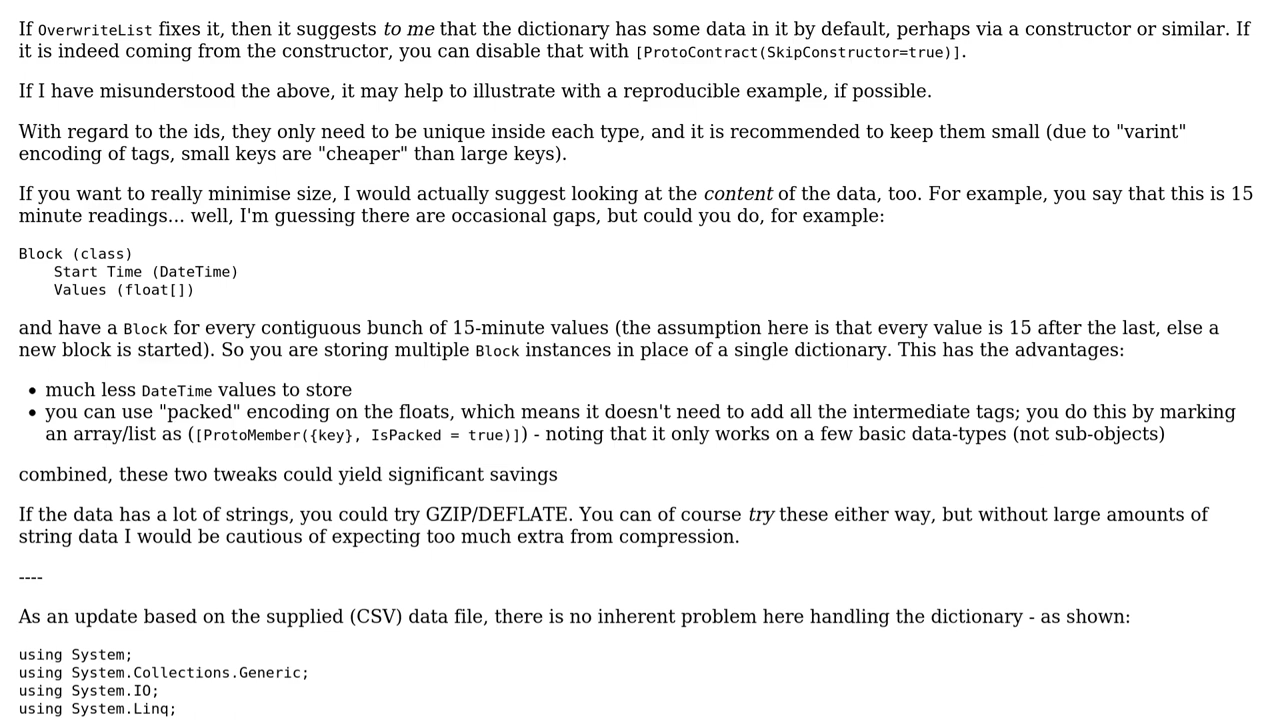 If OverwriteList fixes it, then it suggests to me that the dictionary has some data in it by default, perhaps via a constructor or similar. If
it is indeed coming from the constructor, you can disable that with [ProtoContract(SkipConstructor=true)].
If I have misunderstood the above, it may help to illustrate with a reproducible example, if possible.
With regard to the ids, they only need to be unique inside each type, and it is recommended to keep them small (due to "varint"
encoding of tags, small keys are "cheaper" than large keys).
If you want to really minimise size, I would actually suggest looking at the content of the data, too. For example, you say that this is 15
minute readings... well, I'm guessing there are occasional gaps, but could you do, for example:
Block (class)
    Start Time (DateTime)
    Values (float[])
and have a Block for every contiguous bunch of 15-minute values (the assumption here is that every value is 15 after the last, else a
new block is started). So you are storing multiple Block instances in place of a single dictionary. This has the advantages:
• much less DateTime values to store
• you can use "packed" encoding on the floats, which means it doesn't need to add all the intermediate tags; you do this by marking
an array/list as ([ProtoMember({key}, IsPacked = true)]) - noting that it only works on a few basic data-types (not sub-objects)
combined, these two tweaks could yield significant savings
If the data has a lot of strings, you could try GZIP/DEFLATE. You can of course try these either way, but without large amounts of
string data I would be cautious of expecting too much extra from compression.
----
As an update based on the supplied (CSV) data file, there is no inherent problem here handling the dictionary - as shown:
using System;
using System.Collections.Generic;
using System.IO;
using System.Linq;